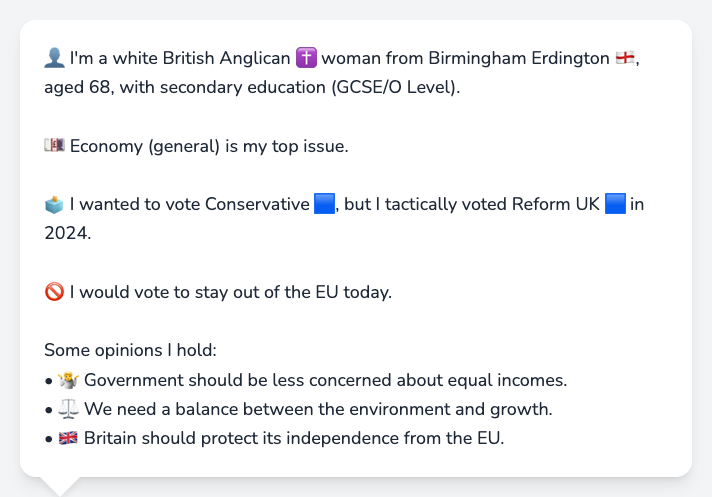 👤 I'm a white British Anglican ✝️ woman from Birmingham Erdington 🏴󠁧󠁢󠁥󠁮󠁧󠁿,
aged 68, with secondary education (GCSE/O Level).
💷 Economy (general) is my top issue.
🗳️ I wanted to vote Conservative 🟦, but I tactically voted Reform UK 🟦 in
2024.
🚫 I would vote to stay out of the EU today.
Some opinions I hold:
• 🤷 Government should be less concerned about equal incomes.
• ⚖️ We need a balance between the environment and growth.
• 🇬🇧 Britain should protect its independence from the EU.